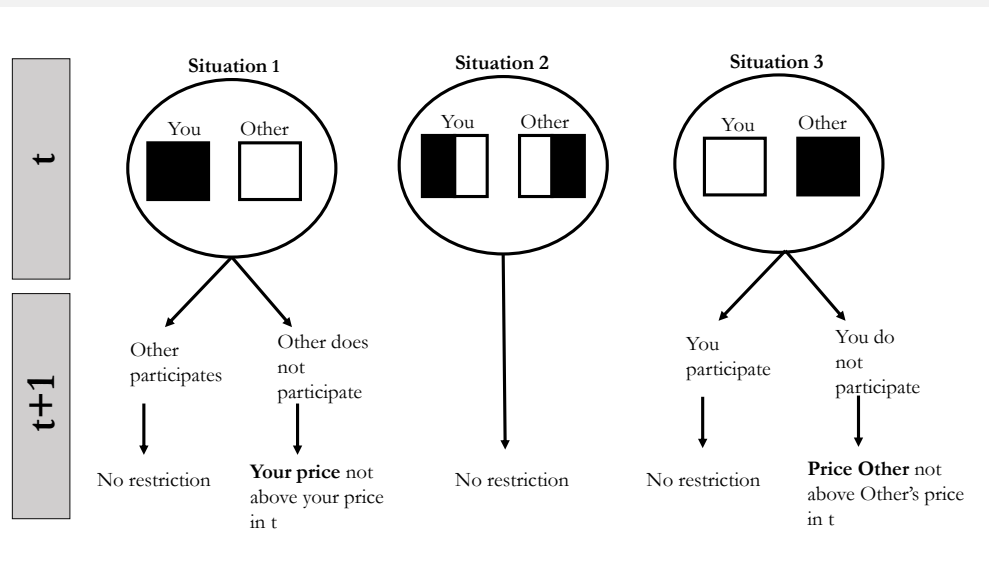 t
Situation 1
You
Other
Situation 2
You
Other
Situation 3
You
Other
t+1
Other
participates
Other does
not
participate
You
participate
You do
not
participate
No restriction
Your price not
above your price
in t
No restriction
No restriction
Price Other not
above Other’s price
in t